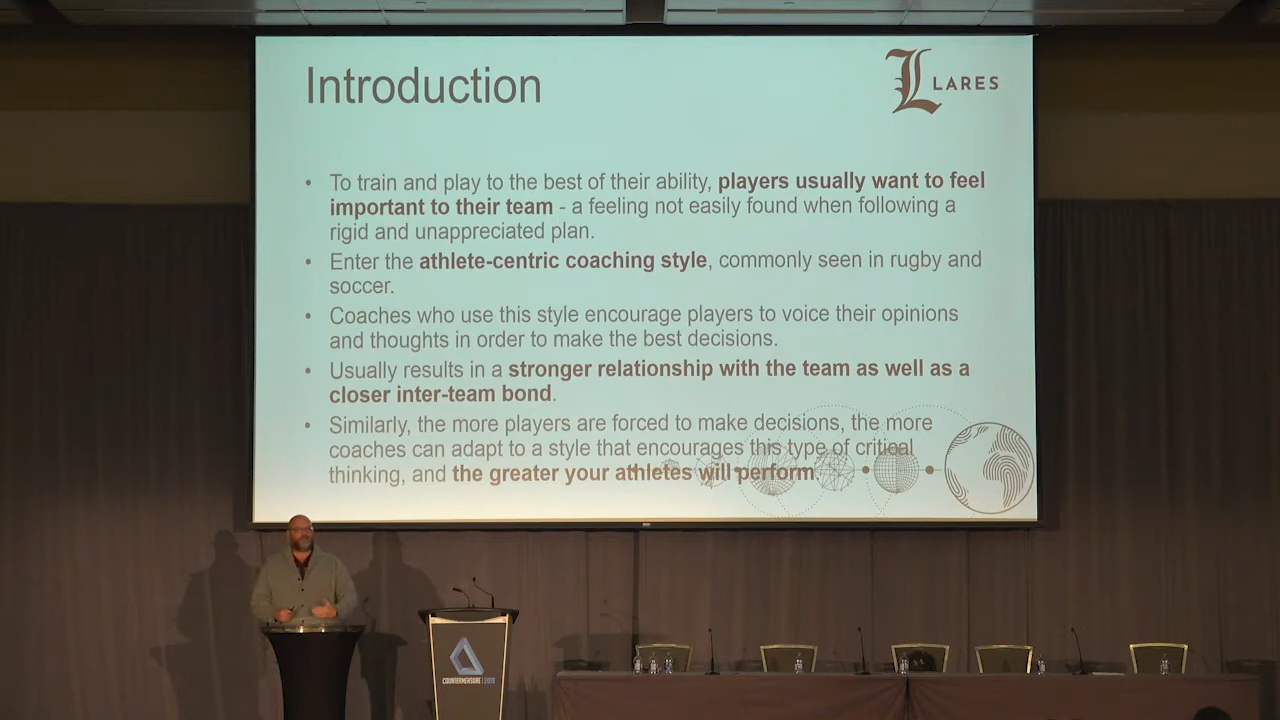 Introduction
L LARES
• To train and play to the best of their ability, players usually want to feel
important to their team - a feeling not easily found when following a
rigid and unappreciated plan.
• Enter the athlete-centric coaching style, commonly seen in rugby and
soccer.
• Coaches who use this style encourage players to voice their opinions
and thoughts in order to make the best decisions.
• Usually results in a stronger relationship with the team as well as a
closer inter-team bond.
• Similarly, the more players are forced to make decisions, the more
coaches can adapt to a style that encourages this type of critical
thinking, and the greater your athletes will perform.
COUNTERMEASURE | 2019